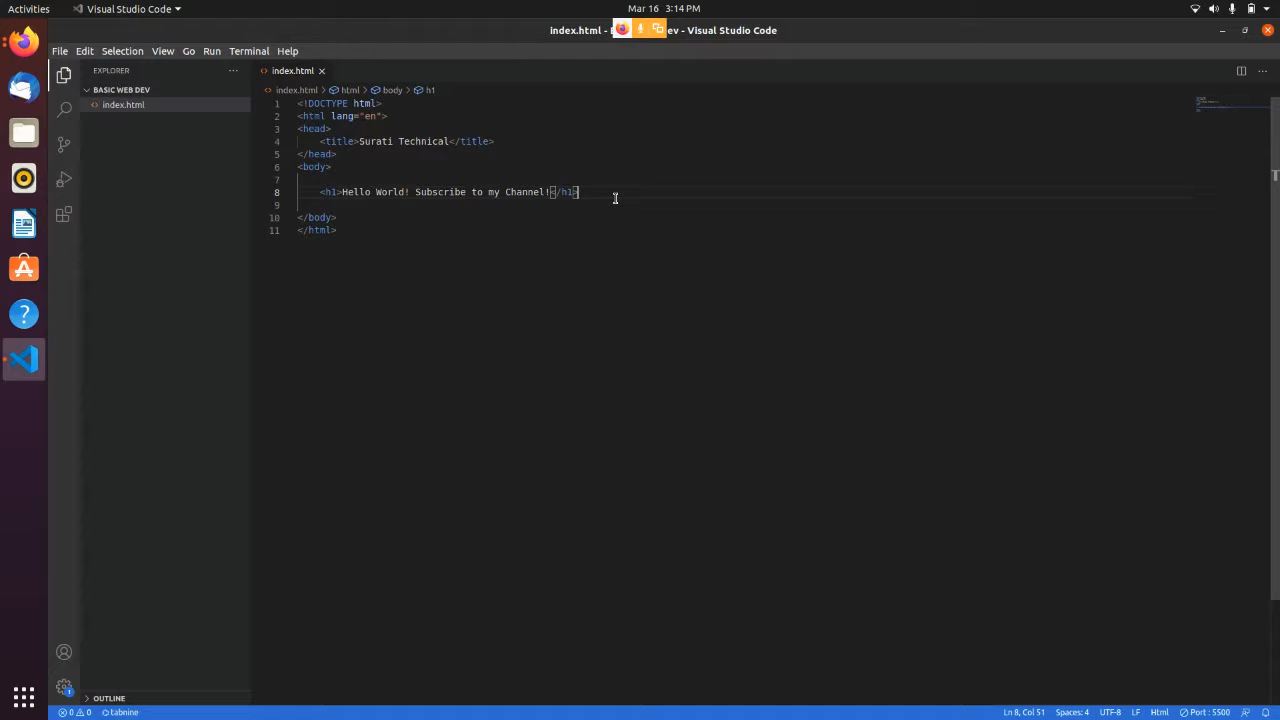 Activities
Visual Studio Code
Mar 16 3:14 PM
index.html - ev - Visual Studio Code
File Edit Selection View Go Run Terminal Help
EXPLORER
index.html
BASIC WEB DEV
index.html
index.html > html > body > h1
1 <!DOCTYPE html>
2 <html lang="en">
3 <head>
4 <title>Surati Technical</title>
5 </head>
6 <body>
7
8 <h1>Hello World! Subscribe to my Channel!</h1>
9
10 </body>
11 </html>
OUTLINE
1
0 0 tabnine
Ln 8, Col 51 Spaces: 4 UTF-8 LF Html Port : 5500